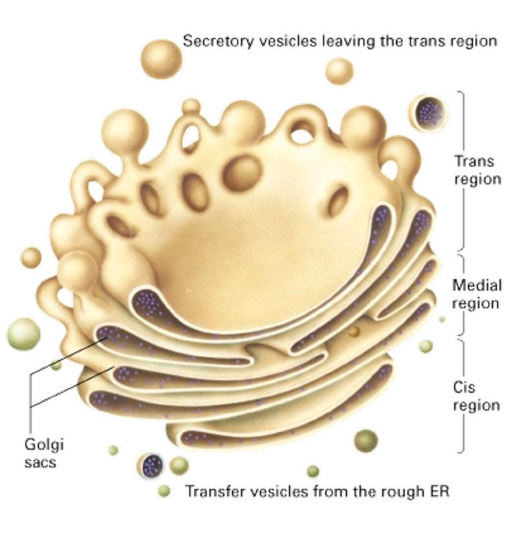 Secretory vesicles leaving the trans region
Trans
region
Medial
region
Cis
region
Golgi
sacs
Transfer vesicles from the rough ER